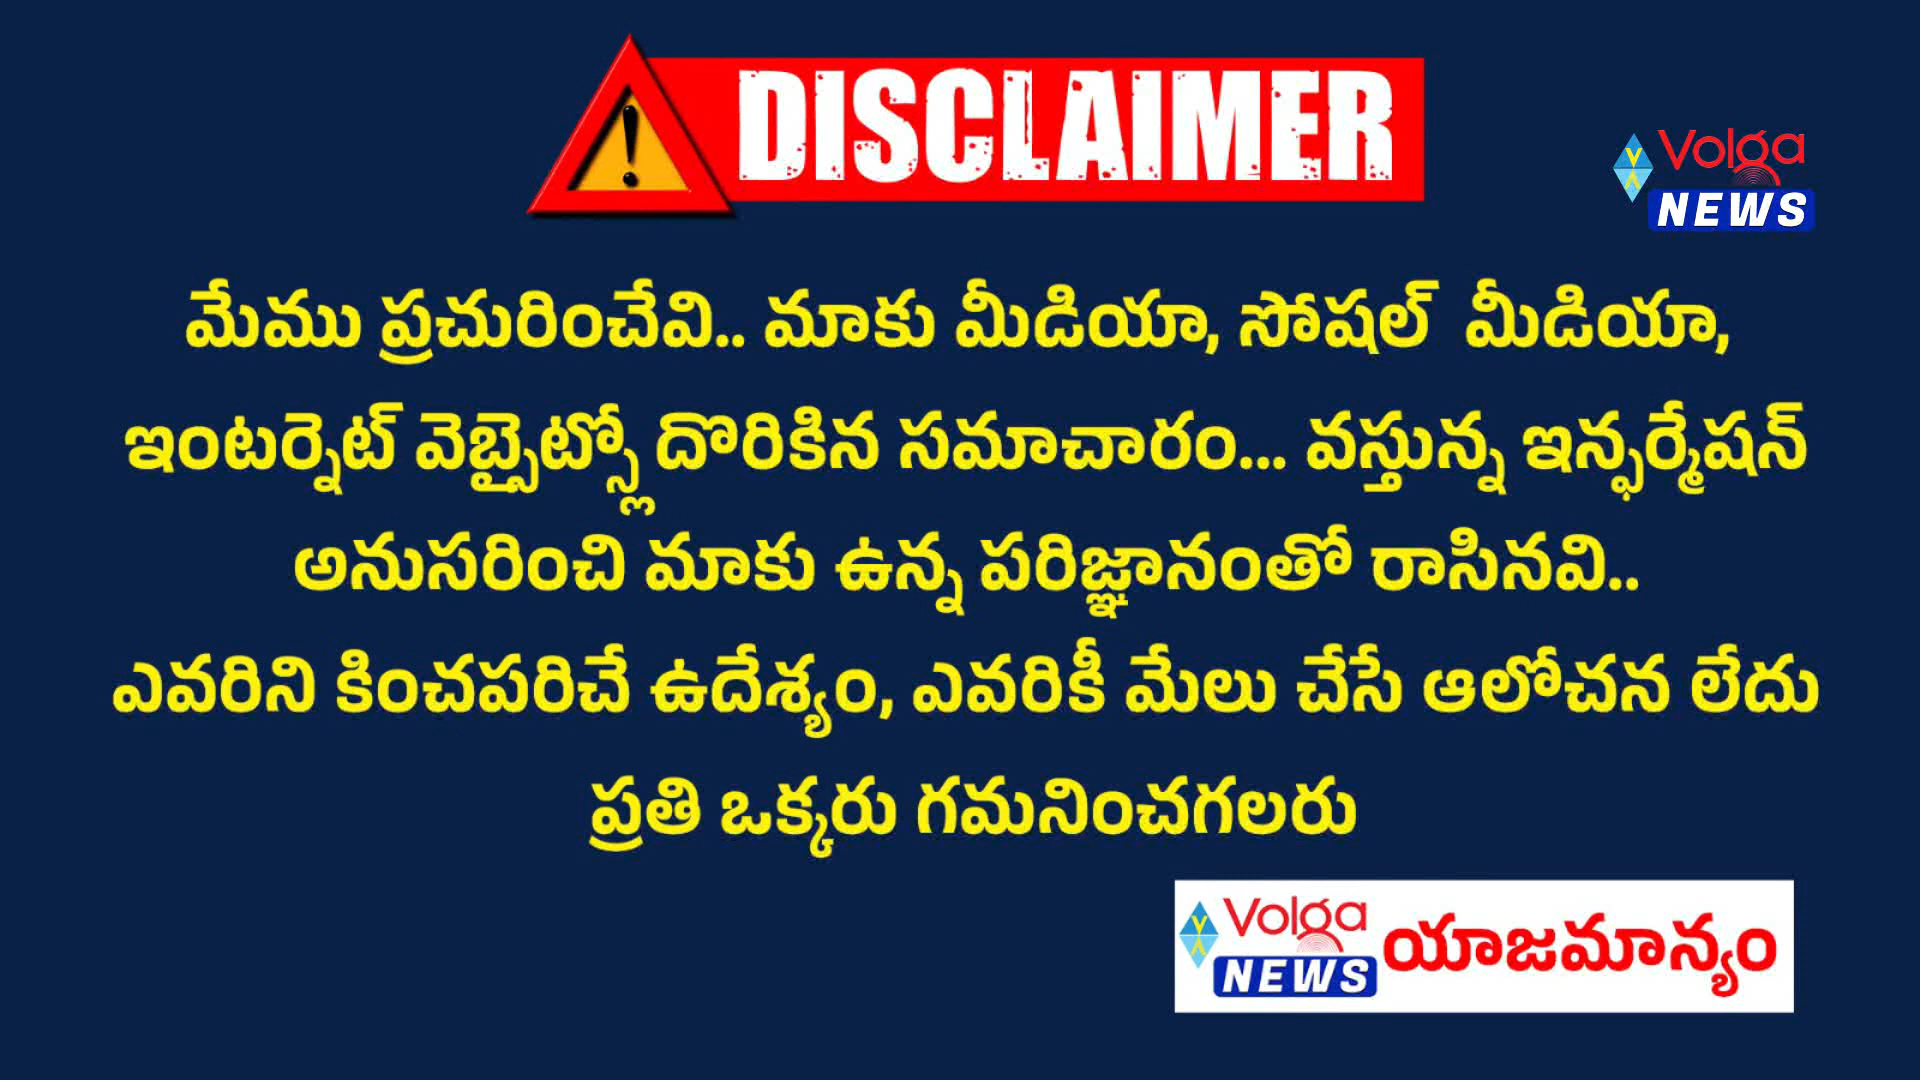 DISCLAIMER
Volga
NEWS
మేము ప్రచురించేవి.. మాకు మీడియా, సోషల్ మీడియా,
ఇంటర్నెట్ వెబ్సైట్స్లో దొరికిన సమాచారం... వస్తున్న ఇన్ఫర్మేషన్
అనుసరించి మాకు ఉన్న పరిజ్ఞానంతో రాసినవి..
ఎవరిని కించపరిచే ఉదేశ్యం, ఎవరికీ మేలు చేసే ఆలోచన లేదు
ప్రతి ఒక్కరు గమనించగలరు
Volga
NEWS యాజమాన్యం